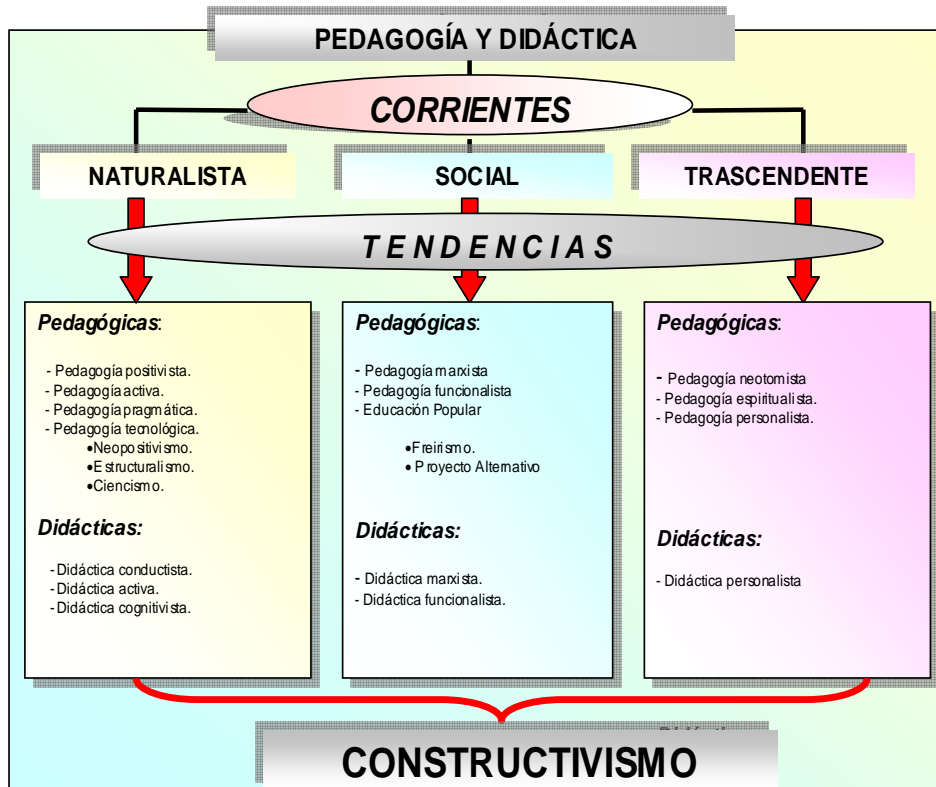 PEDAGOGÍA Y DIDÁCTICA
CORRIENTES
NATURALISTA
SOCIAL
TRASCENDENTE
TENDENCIAS
Pedagógicas:
- Pedagogía positivista.
- Pedagogía activa.
- Pedagogía pragmática.
- Pedagogía tecnológica.
•Neopositivismo.
•Estructuralismo.
•Ciencismo.
Didácticas:
- Didáctica conductista.
- Didáctica activa.
- Didáctica cognitivista.
Pedagógicas:
- Pedagogía marxista
- Pedagogía funcionalista
- Educación Popular
•Freirismo.
• Proyecto Alternativo
Didácticas:
- Didáctica marxista.
- Didáctica funcionalista.
Pedagógicas:
- Pedagogía neotomista
- Pedagogía espiritualista.
- Pedagogía personalista.
Didácticas:
- Didáctica personalista
CONSTRUCTIVISMO